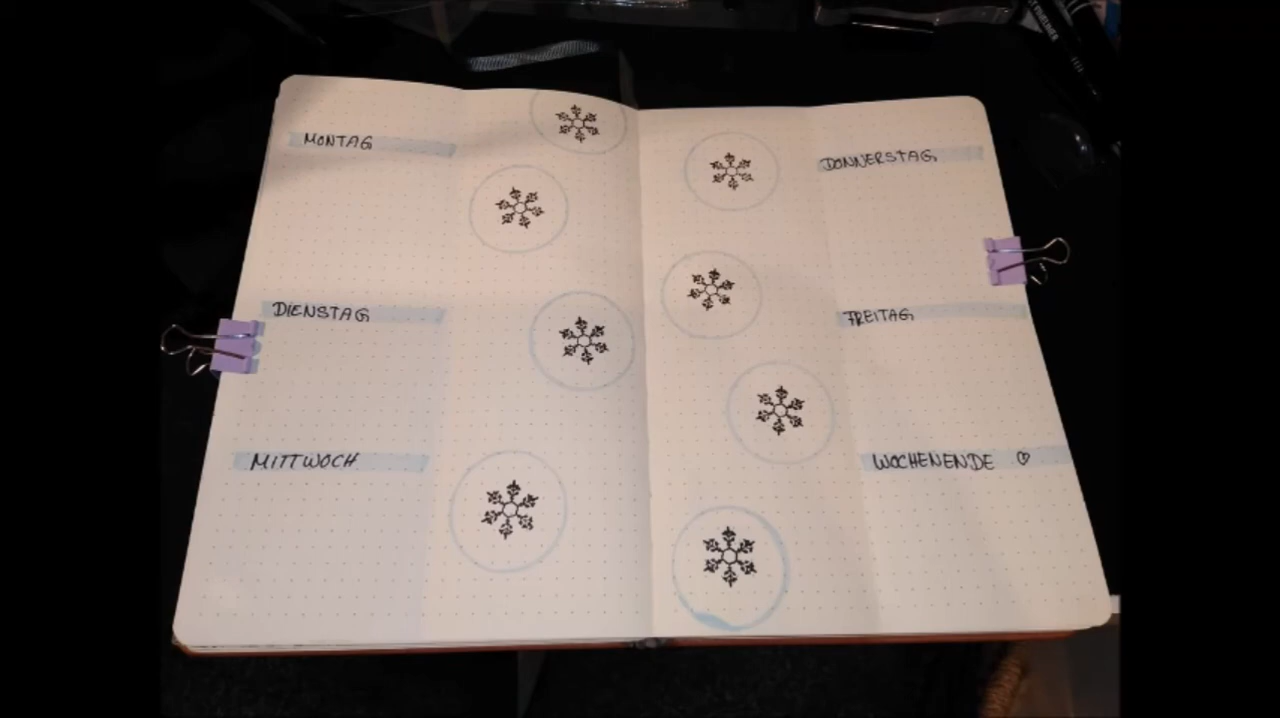 MONTAG
DIENSTAG
MITTWOCH
DONNERSTAG
FREITAG
WOCHENENDE ♡